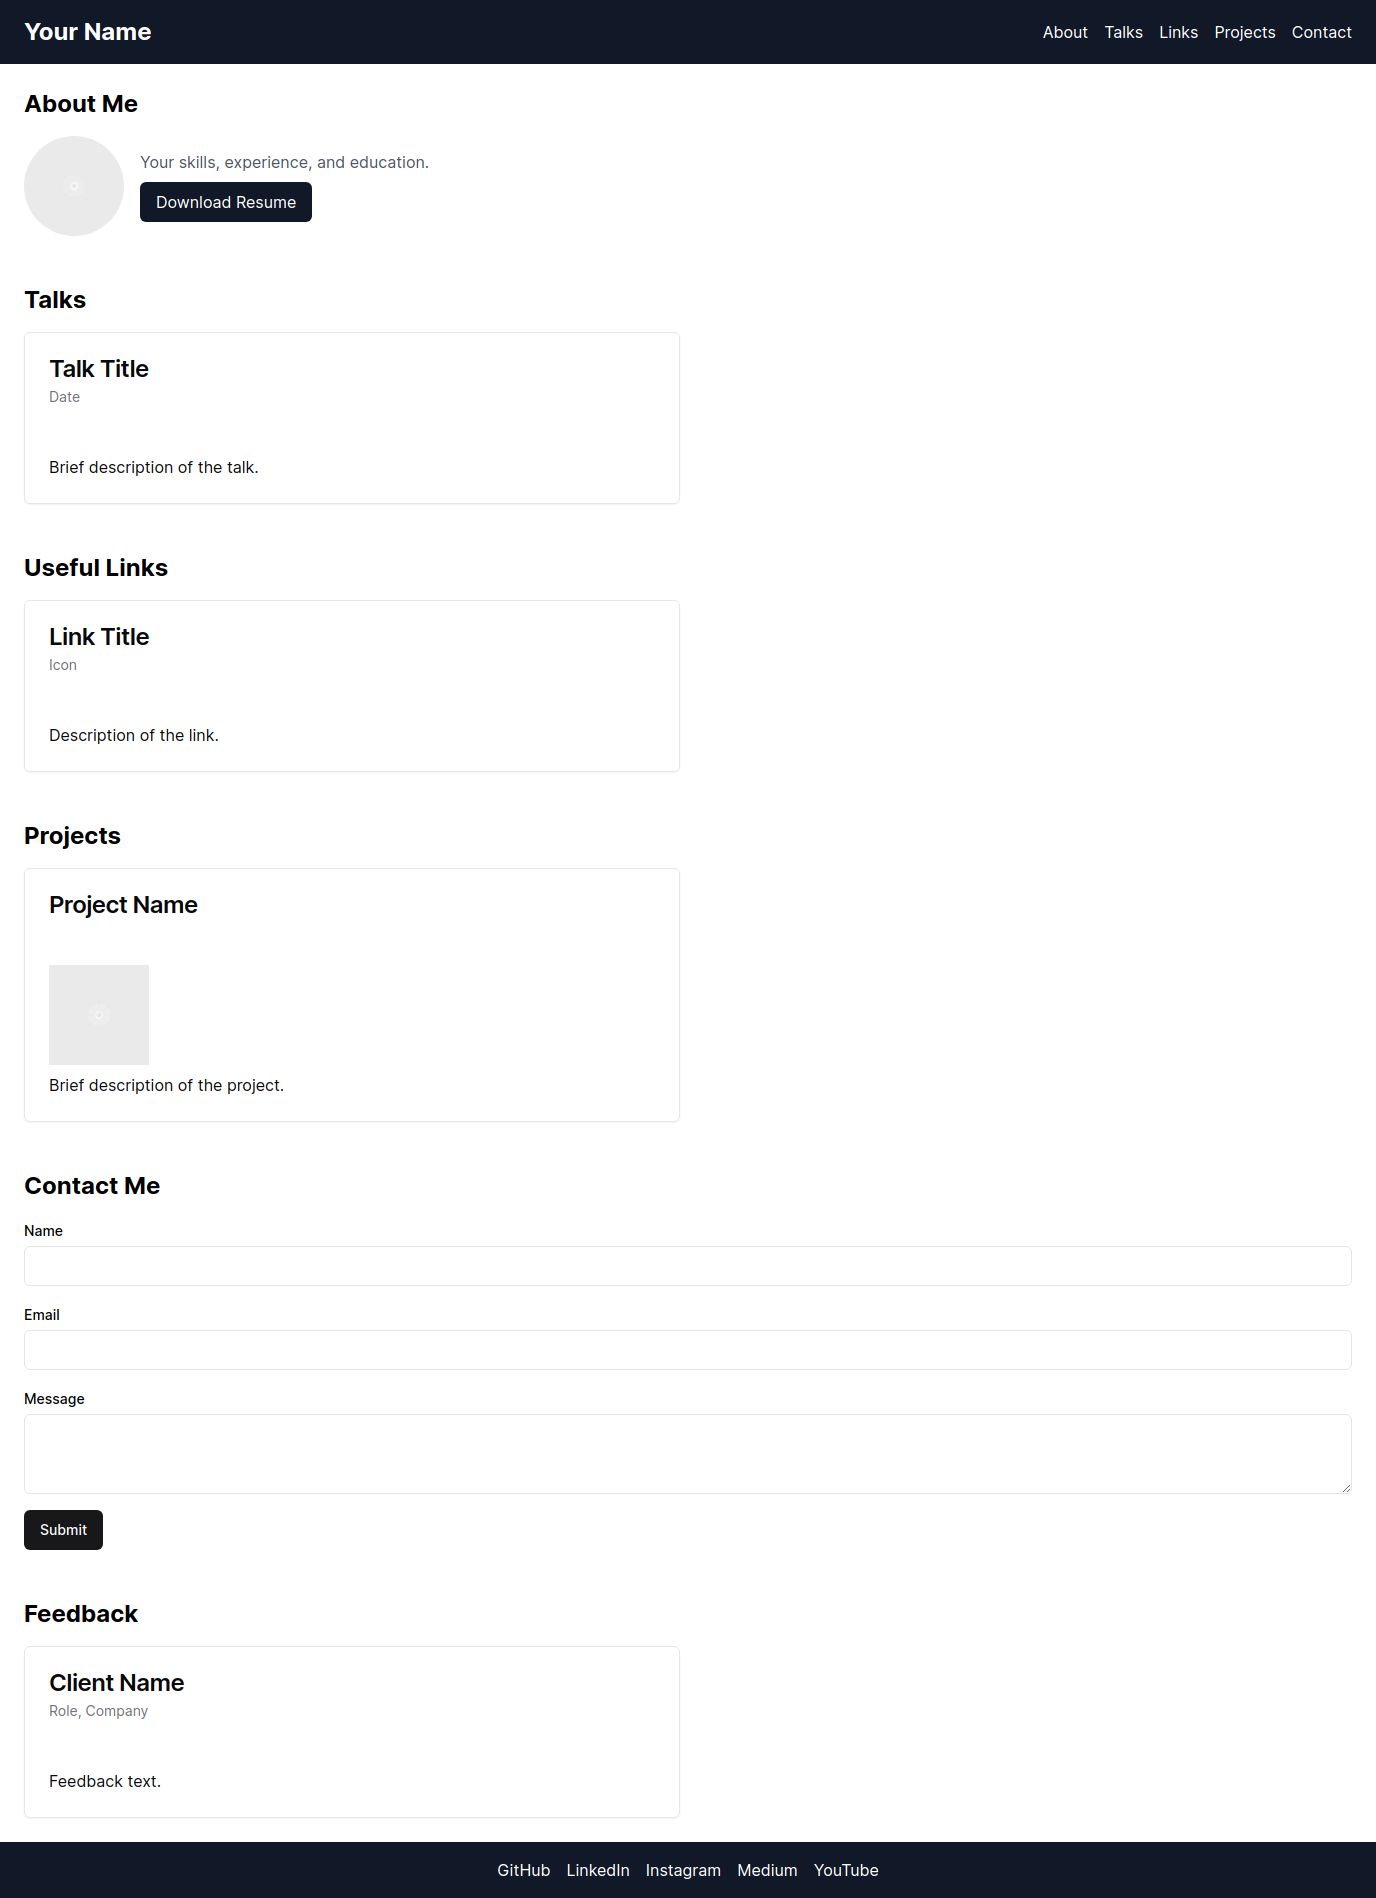 Your Name
About Talks Links Projects Contact
About Me
Your skills, experience, and education.
Download Resume
Talks
Talk Title
Date
Brief description of the talk.
Useful Links
Link Title
Icon
Description of the link.
Projects
Project Name
Brief description of the project.
Contact Me
Name
Email
Message
Submit
Feedback
Client Name
Role, Company
Feedback text.
GitHub LinkedIn Instagram Medium YouTube